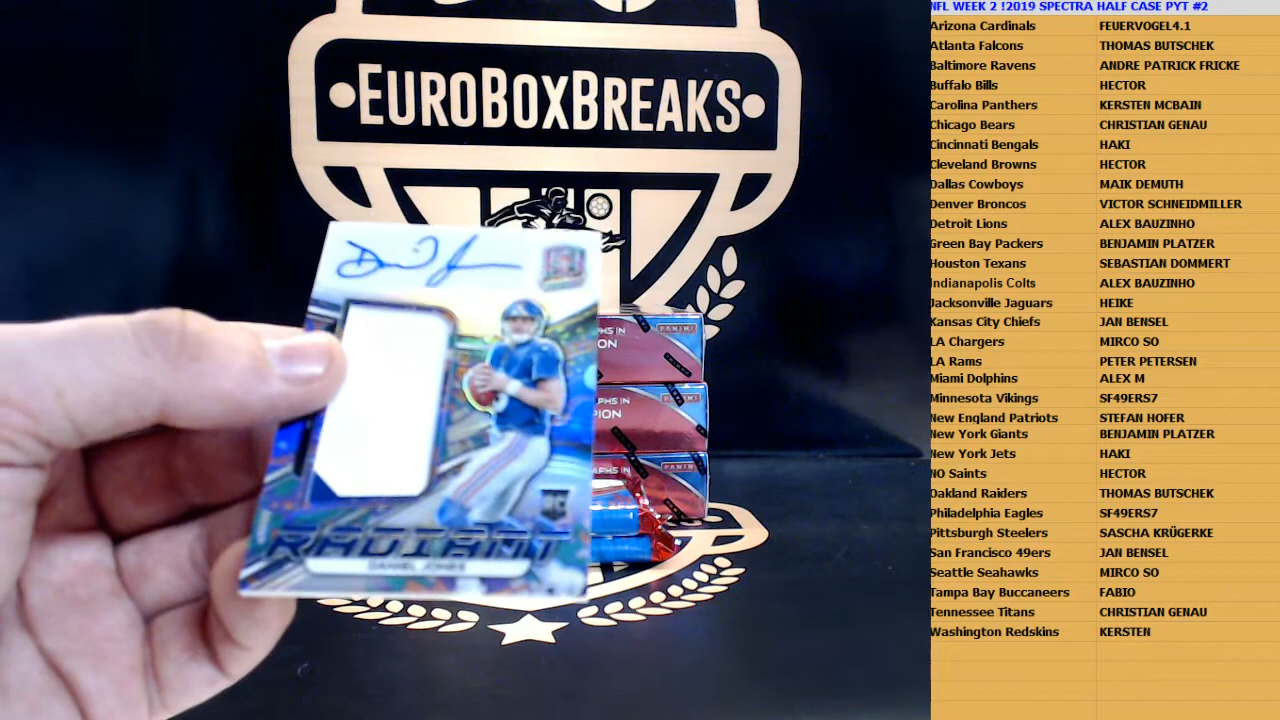 EUROBOXBREAKS
RADIANT
DANIEL JONES
PANINI
PANINI
PANINI
NFL WEEK 2 !2019 SPECTRA HALF CASE PYT #2
Arizona Cardinals FEUERVOGEL4.1
Atlanta Falcons THOMAS BUTSCHEK
Baltimore Ravens ANDRE PATRICK FRICKE
Buffalo Bills HECTOR
Carolina Panthers KERSTEN MCBAIN
Chicago Bears CHRISTIAN GENAU
Cincinnati Bengals HAKI
Cleveland Browns HECTOR
Dallas Cowboys MAIK DEMUTH
Denver Broncos VICTOR SCHNEIDMILLER
Detroit Lions ALEX BAUZINHO
Green Bay Packers BENJAMIN PLATZER
Houston Texans SEBASTIAN DOMMERT
Indianapolis Colts ALEX BAUZINHO
Jacksonville Jaguars HEIKE
Kansas City Chiefs JAN BENSEL
LA Chargers MIRCO SO
LA Rams PETER PETERSEN
Miami Dolphins ALEX M
Minnesota Vikings SF49ERS7
New England Patriots STEFAN HOFER
New York Giants BENJAMIN PLATZER
New York Jets HAKI
NO Saints HECTOR
Oakland Raiders THOMAS BUTSCHEK
Philadelphia Eagles SF49ERS7
Pittsburgh Steelers SASCHA KRÜGERKE
San Francisco 49ers JAN BENSEL
Seattle Seahawks MIRCO SO
Tampa Bay Buccaneers FABIO
Tennessee Titans CHRISTIAN GENAU
Washington Redskins KERSTEN